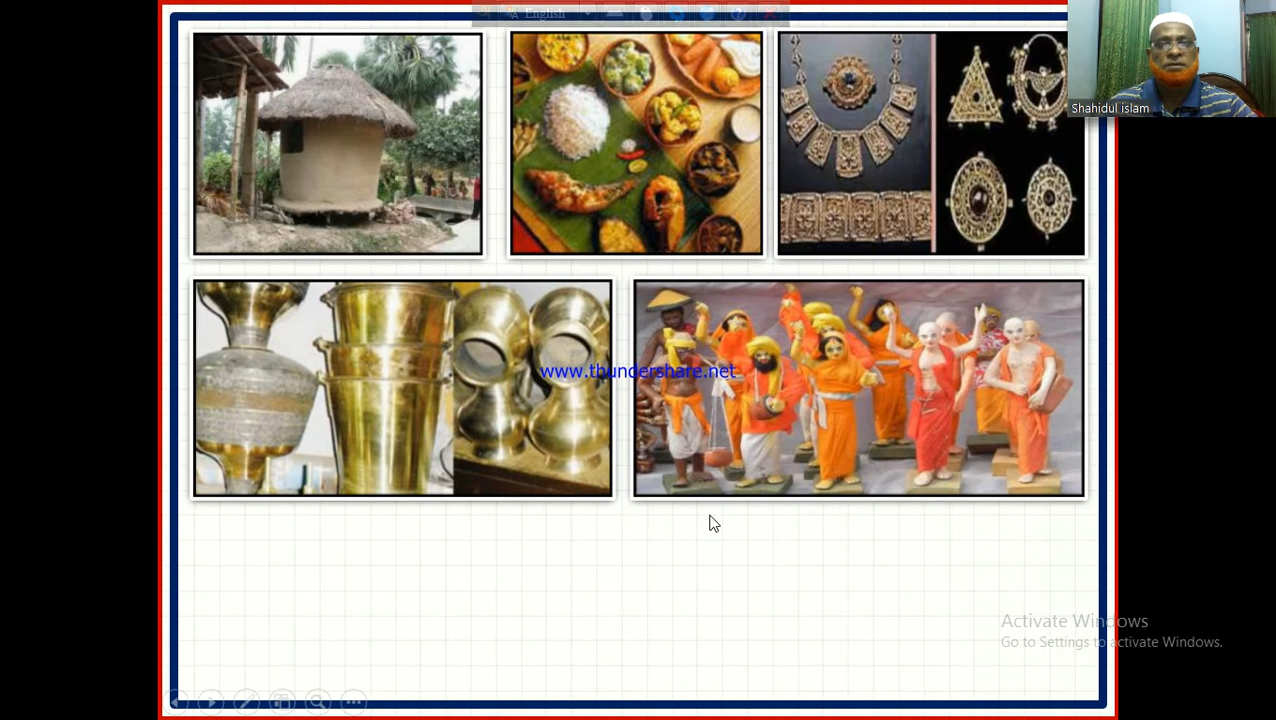 English
Shahidul islam
www.thundershare.net
Activate Windows
Go to Settings to activate Windows.